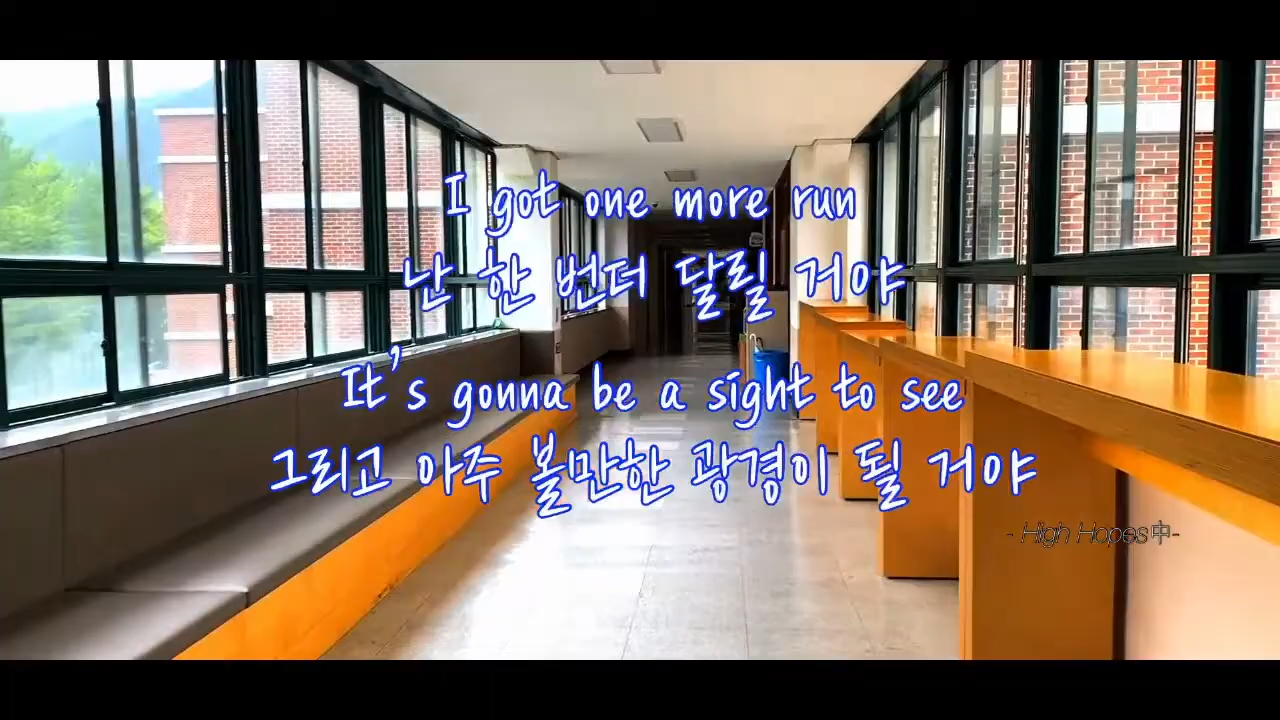 I got one more run
난 한 번더 달릴 거야
It's gonna be a sight to see
그리고 아주 볼만한 광경이 될 거야
- High Hopes中-